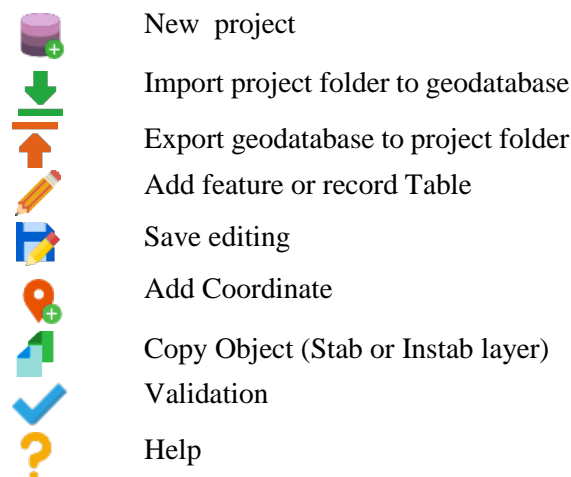 New project
Import project folder to geodatabase
Export geodatabase to project folder
Add feature or record Table
Save editing
Add Coordinate
Copy Object (Stab or Instab layer)
Validation
Help